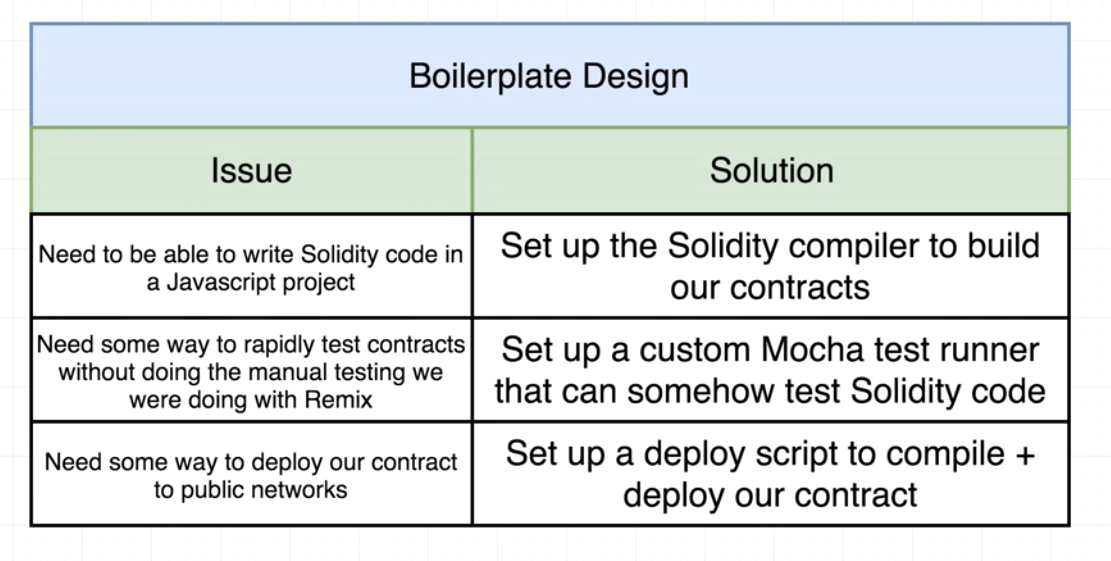 Boilerplate Design
Issue
Solution
Need to be able to write Solidity code in
a Javascript project
Set up the Solidity compiler to build
our contracts
Need some way to rapidly test contracts
without doing the manual testing we
were doing with Remix
Set up a custom Mocha test runner
that can somehow test Solidity code
Need some way to deploy our contract
to public networks
Set up a deploy script to compile +
deploy our contract